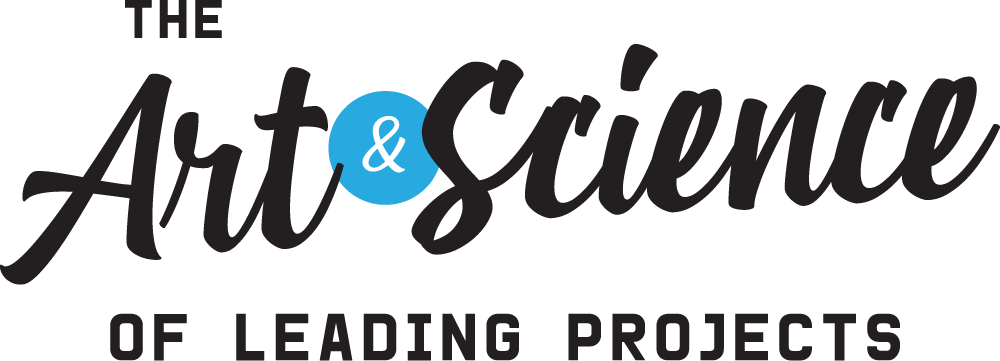 THE
Art & Science
OF LEADING PROJECTS